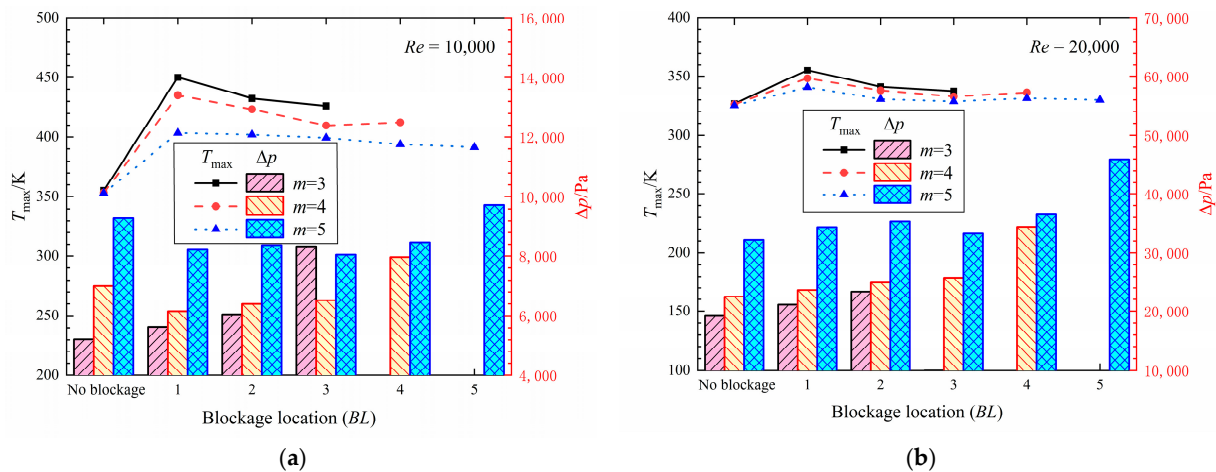 500
450
400
350
300
250
200
T_max/K
16,000
14,000
12,000
10,000
8,000
6,000
4,000
Δp/Pa
Re = 10,000
T_max Δp
m=3
m=4
m=5
No blockage 1 2 3 4 5
Blockage location (BL)
(a)
400
350
300
250
200
150
100
T_max/K
70,000
60,000
50,000
40,000
30,000
20,000
10,000
Δp/Pa
Re − 20,000
T_max Δp
m=3
m=4
m=5
No blockage 1 2 3 4 5
Blockage location (BL)
(b)